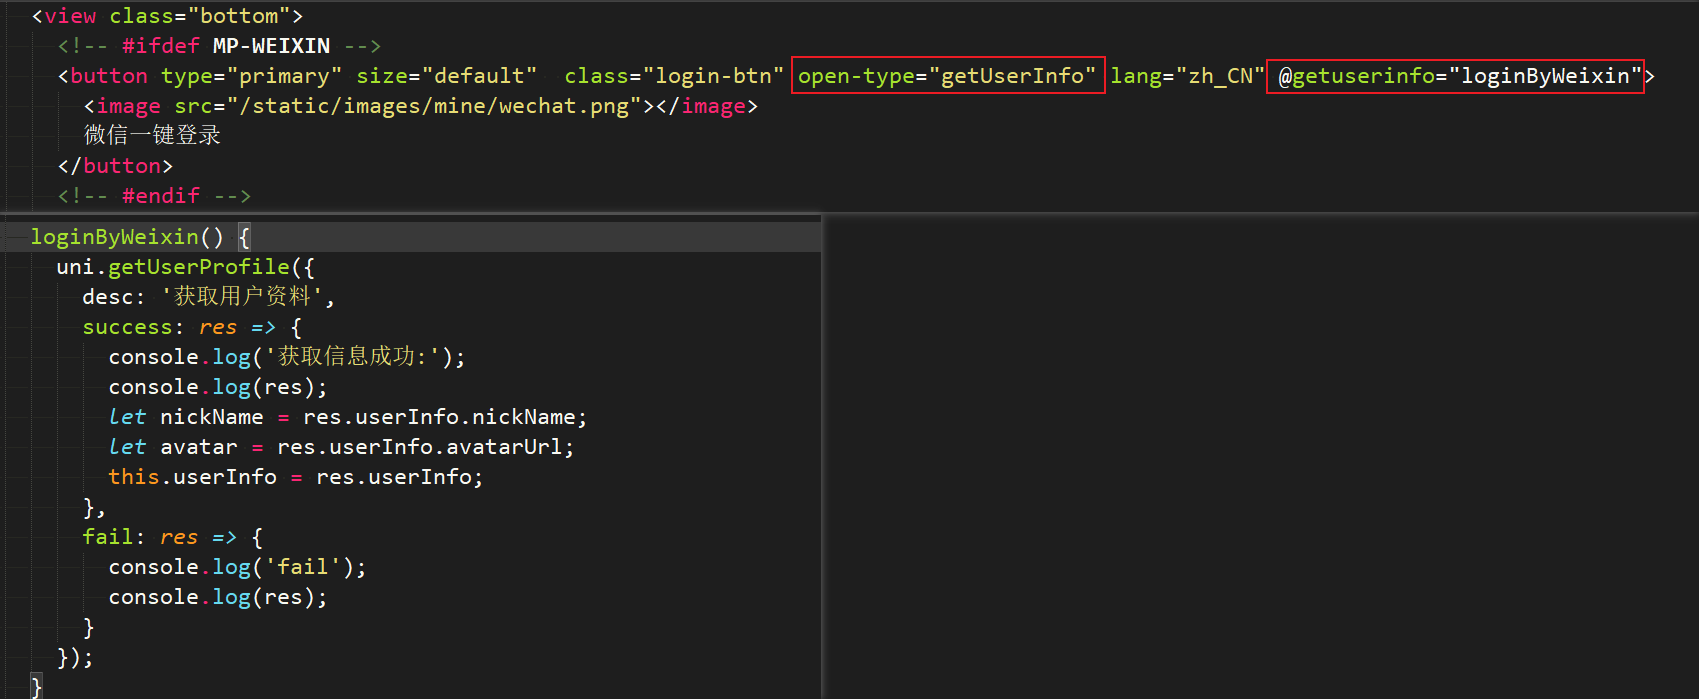 <view class="bottom">
<!-- #ifdef MP-WEIXIN -->
<button type="primary" size="default"  class="login-btn" open-type="getUserInfo" lang="zh_CN" @getuserinfo="loginByWeixin">
<image src="/static/images/mine/wechat.png"></image>
微信一键登录
</button>
<!-- #endif -->
loginByWeixin() {
uni.getUserProfile({
desc: '获取用户资料',
success: res => {
console.log('获取信息成功:');
console.log(res);
let nickName = res.userInfo.nickName;
let avatar = res.userInfo.avatarUrl;
this.userInfo = res.userInfo;
},
fail: res => {
console.log('fail');
console.log(res);
}
});
}